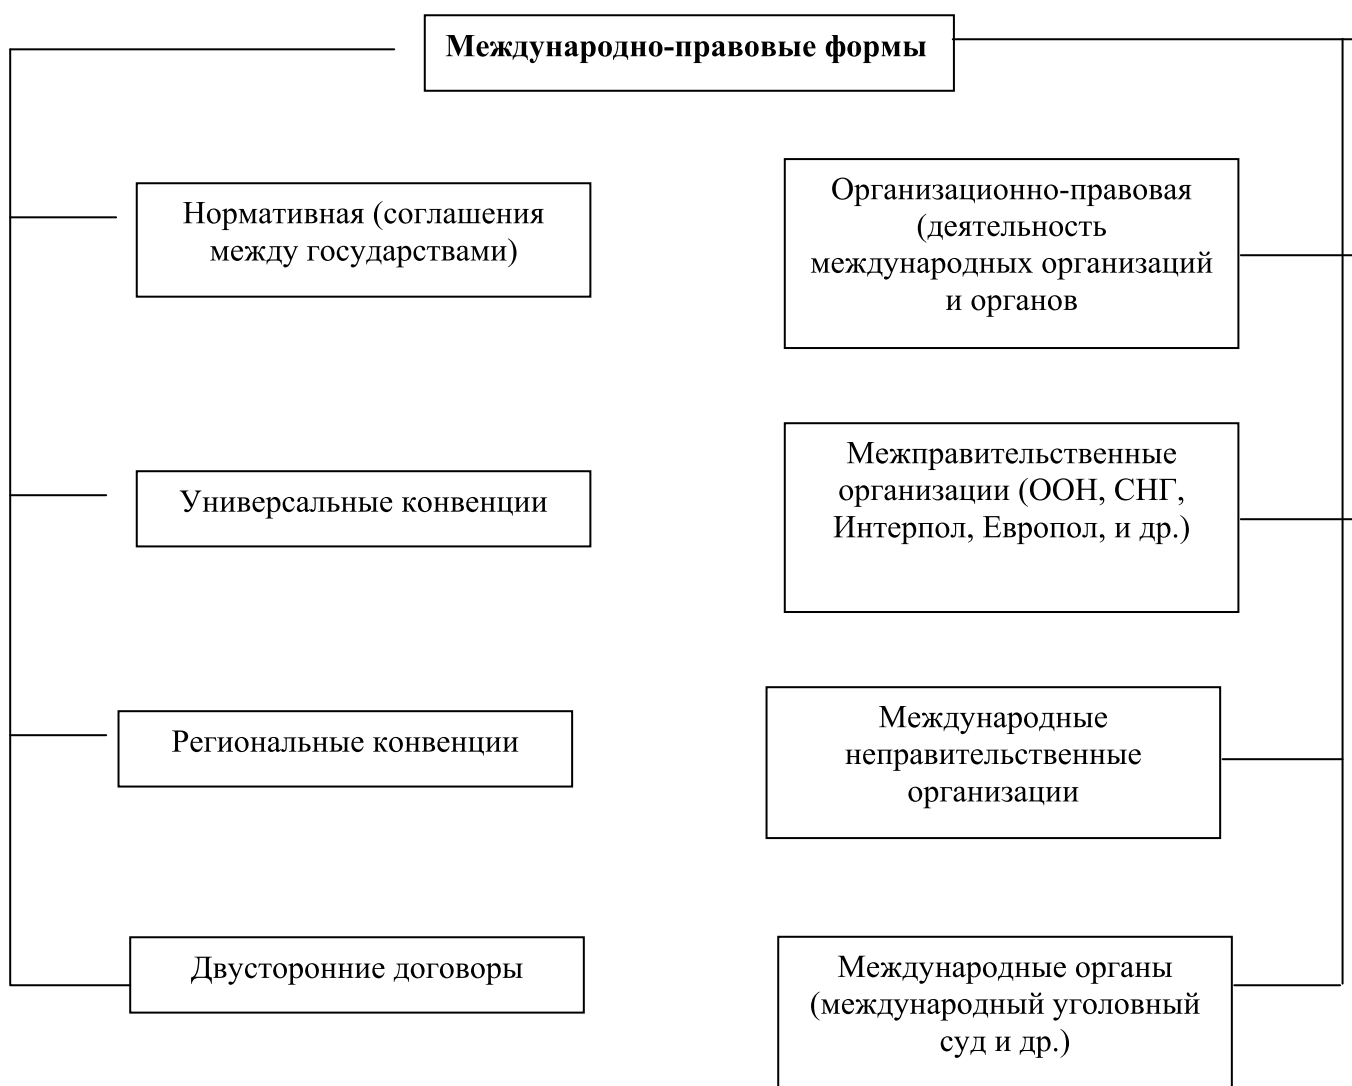 Международно-правовые формы
Нормативная (соглашения
между государствами)
Универсальные конвенции
Региональные конвенции
Двусторонние договоры
Организационно-правовая
(деятельность
международных организаций
и органов
Межправительственные
организации (ООН, СНГ,
Интерпол, Европол, и др.)
Международные
неправительственные
организации
Международные органы
(международный уголовный
суд и др.)